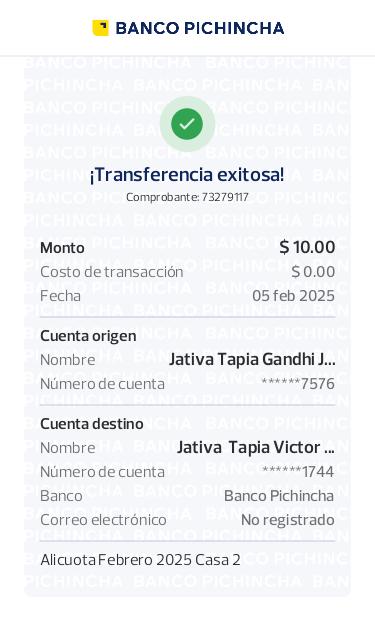 BANCO PICHINCHA
¡Transferencia exitosa!
Comprobante: 73279117
Monto $ 10.00
Costo de transacción $ 0.00
Fecha 05 feb 2025
Cuenta origen
Nombre Jativa Tapia Gandhi J...
Número de cuenta ******7576
Cuenta destino
Nombre Jativa Tapia Victor ...
Número de cuenta ******1744
Banco Banco Pichincha
Correo electrónico No registrado
Alicuota Febrero 2025 Casa 2